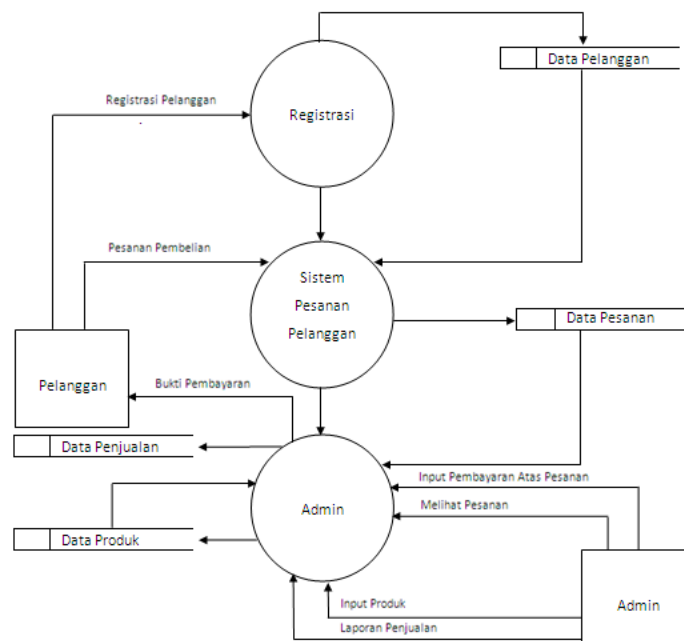 Data Pelanggan
Registrasi Pelanggan
Registrasi
Pesanan Pembelian
Sistem
Pesanan
Pelanggan
Data Pesanan
Pelanggan
Bukti Pembayaran
Data Penjualan
Input Pembayaran Atas Pesanan
Melihat Pesanan
Admin
Data Produk
Input Produk
Admin
Laporan Penjualan